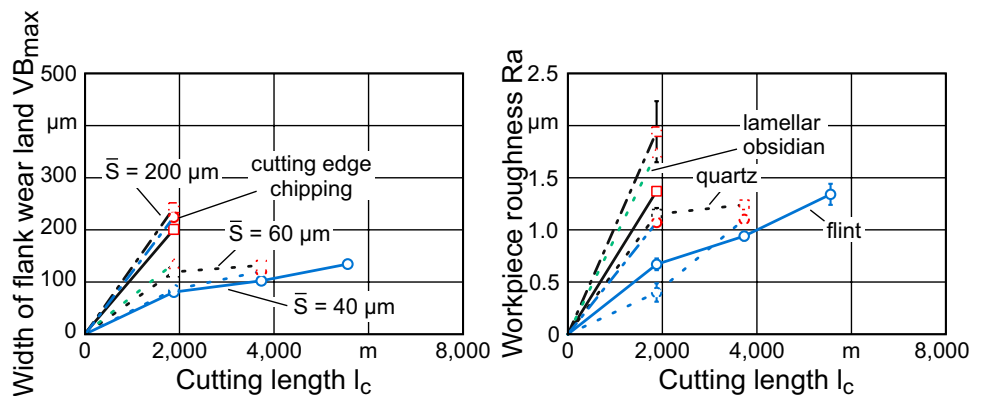 Width of flank wear land VBmax
500
µm
300
200
100
0
0
2,000
4,000
m
8,000
Cutting length lc
S̅ = 200 µm
cutting edge
chipping
S̅ = 60 µm
S̅ = 40 µm
Workpiece roughness Ra
2.5
µm
1.5
1.0
0.5
0
0
2,000
4,000
m
8,000
Cutting length lc
lamellar
obsidian
quartz
flint